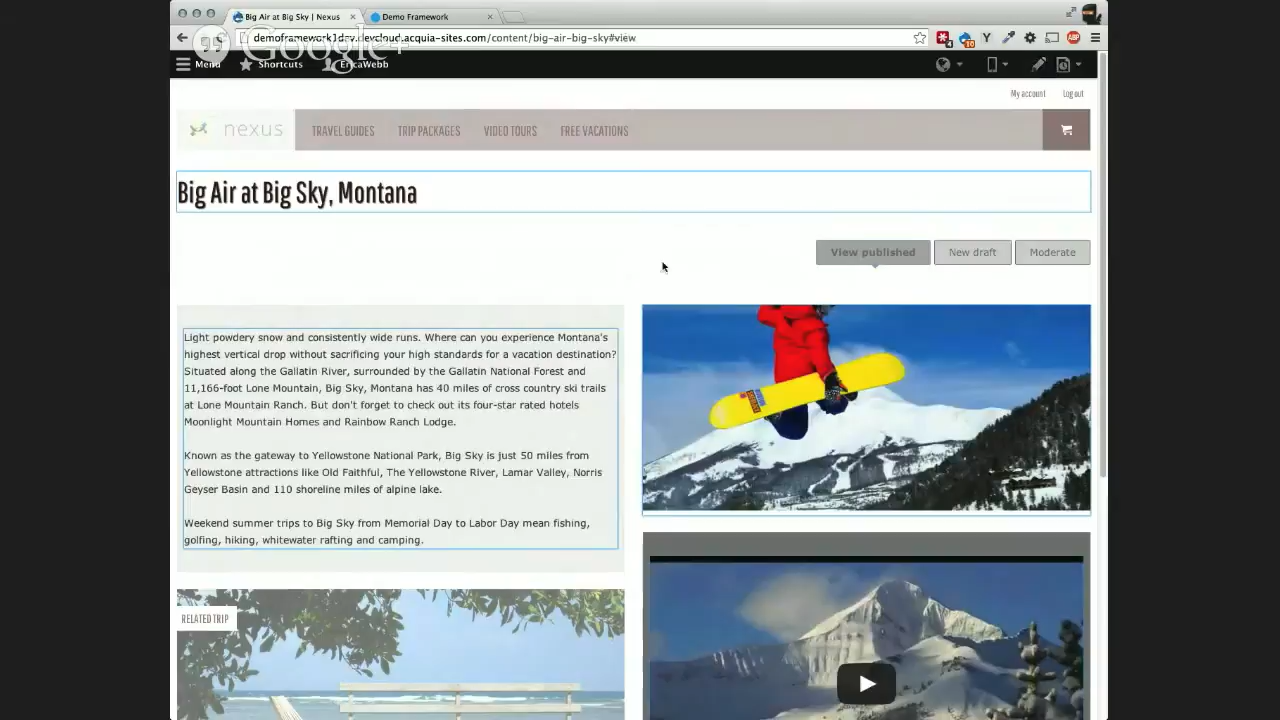 Big Air at Big Sky | Nexus
Demo Framework
demoframework1dev.devcloud.acquia-sites.com/content/big-air-big-sky#view
Google+
Menu
Shortcuts
EricaWebb
My account
Log out
nexus
TRAVEL GUIDES
TRIP PACKAGES
VIDEO TOURS
FREE VACATIONS
Big Air at Big Sky, Montana
View published
New draft
Moderate
Light powdery snow and consistently wide runs. Where can you experience Montana's
highest vertical drop without sacrificing your high standards for a vacation destination?
Situated along the Gallatin River, surrounded by the Gallatin National Forest and
11,166-foot Lone Mountain, Big Sky, Montana has 40 miles of cross country ski trails
at Lone Mountain Ranch. But don't forget to check out its four-star rated hotels
Moonlight Mountain Homes and Rainbow Ranch Lodge.
Known as the gateway to Yellowstone National Park, Big Sky is just 50 miles from
Yellowstone attractions like Old Faithful, The Yellowstone River, Lamar Valley, Norris
Geyser Basin and 110 shoreline miles of alpine lake.
Weekend summer trips to Big Sky from Memorial Day to Labor Day mean fishing,
golfing, hiking, whitewater rafting and camping.
RELATED TRIP